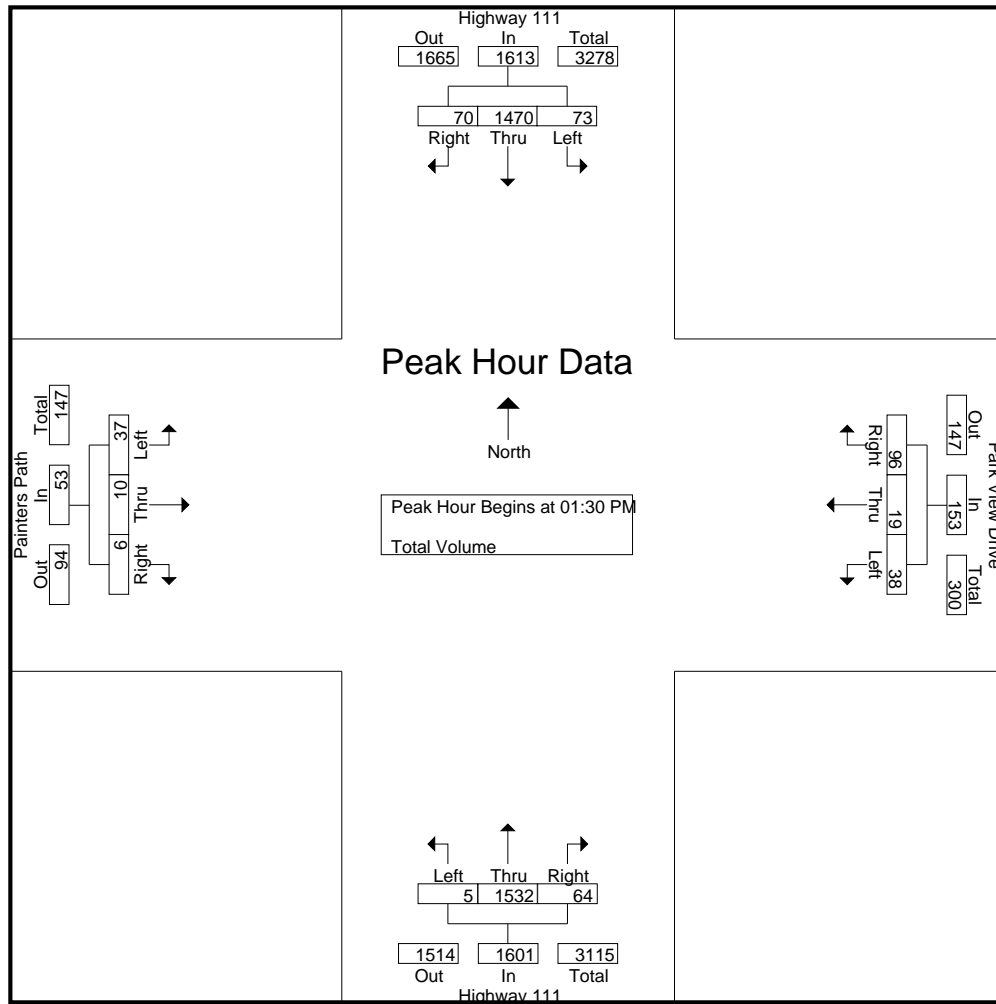 Highway 111
Out In Total
1665 1613 3278
70 1470 73
Right Thru Left
Peak Hour Data
North
Peak Hour Begins at 01:30 PM
Total Volume
Painters Path
Out In Total
94 53 147
37 10 6
Left Thru Right
Park View Drive
Out In Total
147 153 300
96 19 38
Right Thru Left
Left Thru Right
5 1532 64
1514 1601 3115
Out In Total
Highway 111